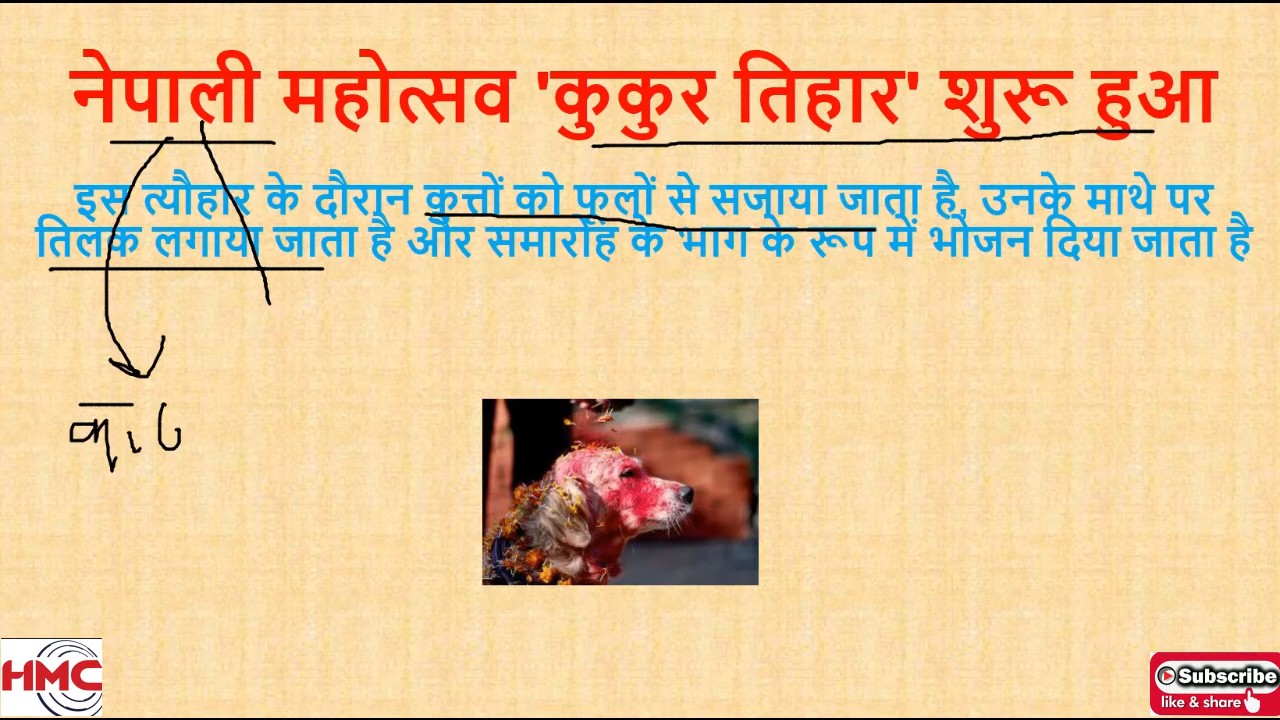 नेपाली महोत्सव 'कुकुर तिहार' शुरू हुआ
इस त्यौहार के दौरान कुत्तों को फूलों से सजाया जाता है, उनके माथे पर
तिलक लगाया जाता है और समारोह के भाग के रूप में भोजन दिया जाता है
HMC
Subscribe
like & share